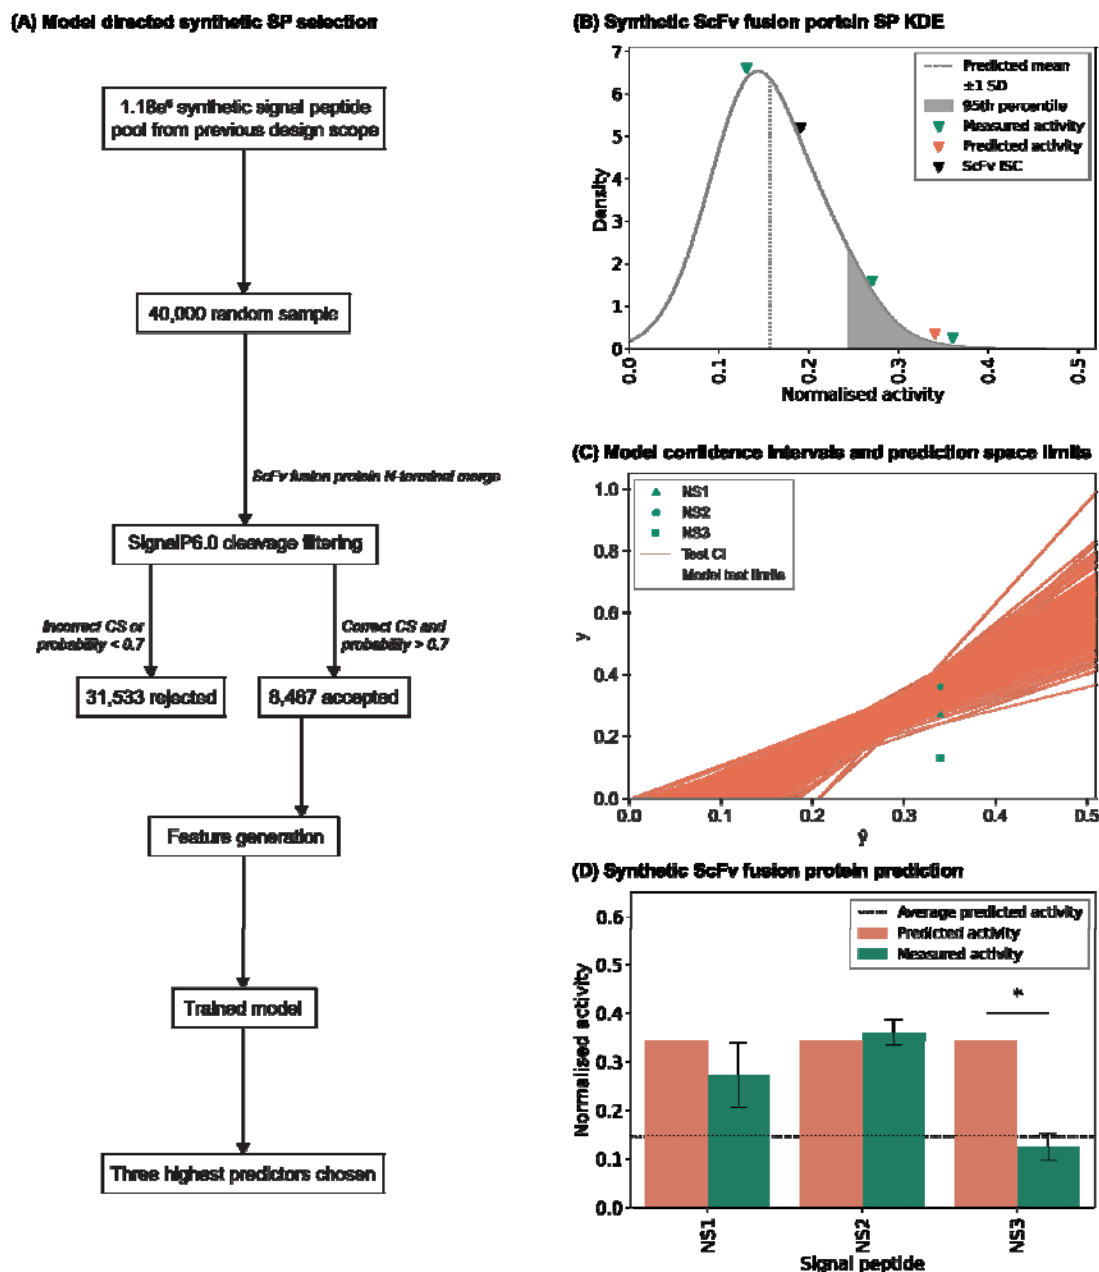 (A) Model directed synthetic SP selection
1.18e⁶ synthetic signal peptide
pool from previous design scope
40,000 random sample
ScFv fusion protein N-terminal merge
SignalP6.0 cleavage filtering
Incorrect CS or
probability < 0.7
Correct CS and
probability > 0.7
31,533 rejected
8,467 accepted
Feature generation
Trained model
Three highest predictors chosen
(B) Synthetic ScFv fusion portein SP KDE
Predicted mean
±1 SD
95th percentile
Measured activity
Predicted activity
ScFv ISC
Density
7
6
5
4
3
2
1
0
0.0
0.1
0.2
0.3
0.4
0.5
Normalised activity
(C) Model confidence intervals and prediction space limits
NS1
NS2
NS3
Test CI
Model test limits
y
1.0
0.8
0.6
0.4
0.2
0.0
0.0
0.1
0.2
0.3
0.4
0.5
ŷ
(D) Synthetic ScFv fusion protein prediction
Average predicted activity
Predicted activity
Measured activity
*
Normalised activity
0.6
0.5
0.4
0.3
0.2
0.1
0.0
NS1
NS2
NS3
Signal peptide